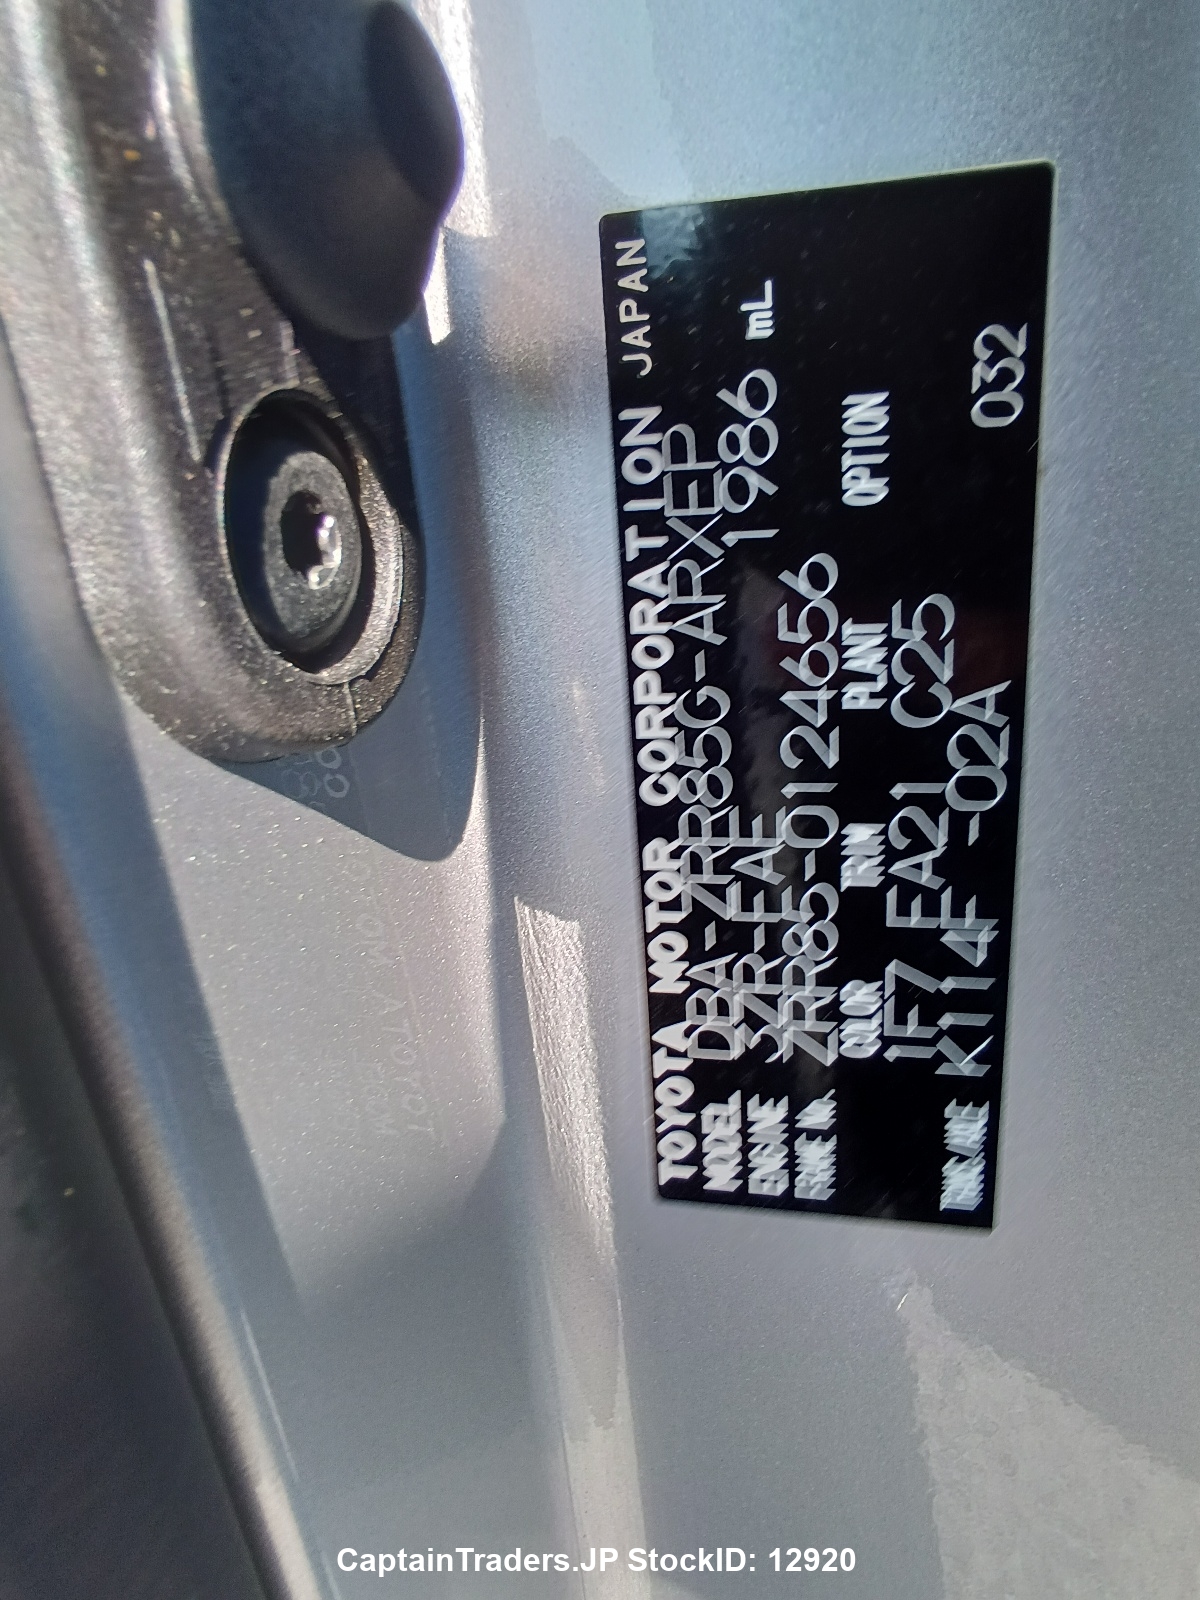 TOYOTA MOTOR CORPORATION JAPAN
MODEL DBA-ZRR85G-ARXEP
ENGINE 3ZR-FAE 1986 mL
FRAME No. ZRR85-0124656
COLOR TRIM PLANT OPTION
1F7 FA21 C25
TRANS/AXLE K114F -02A 032
CaptainTraders.JP StockID: 12920